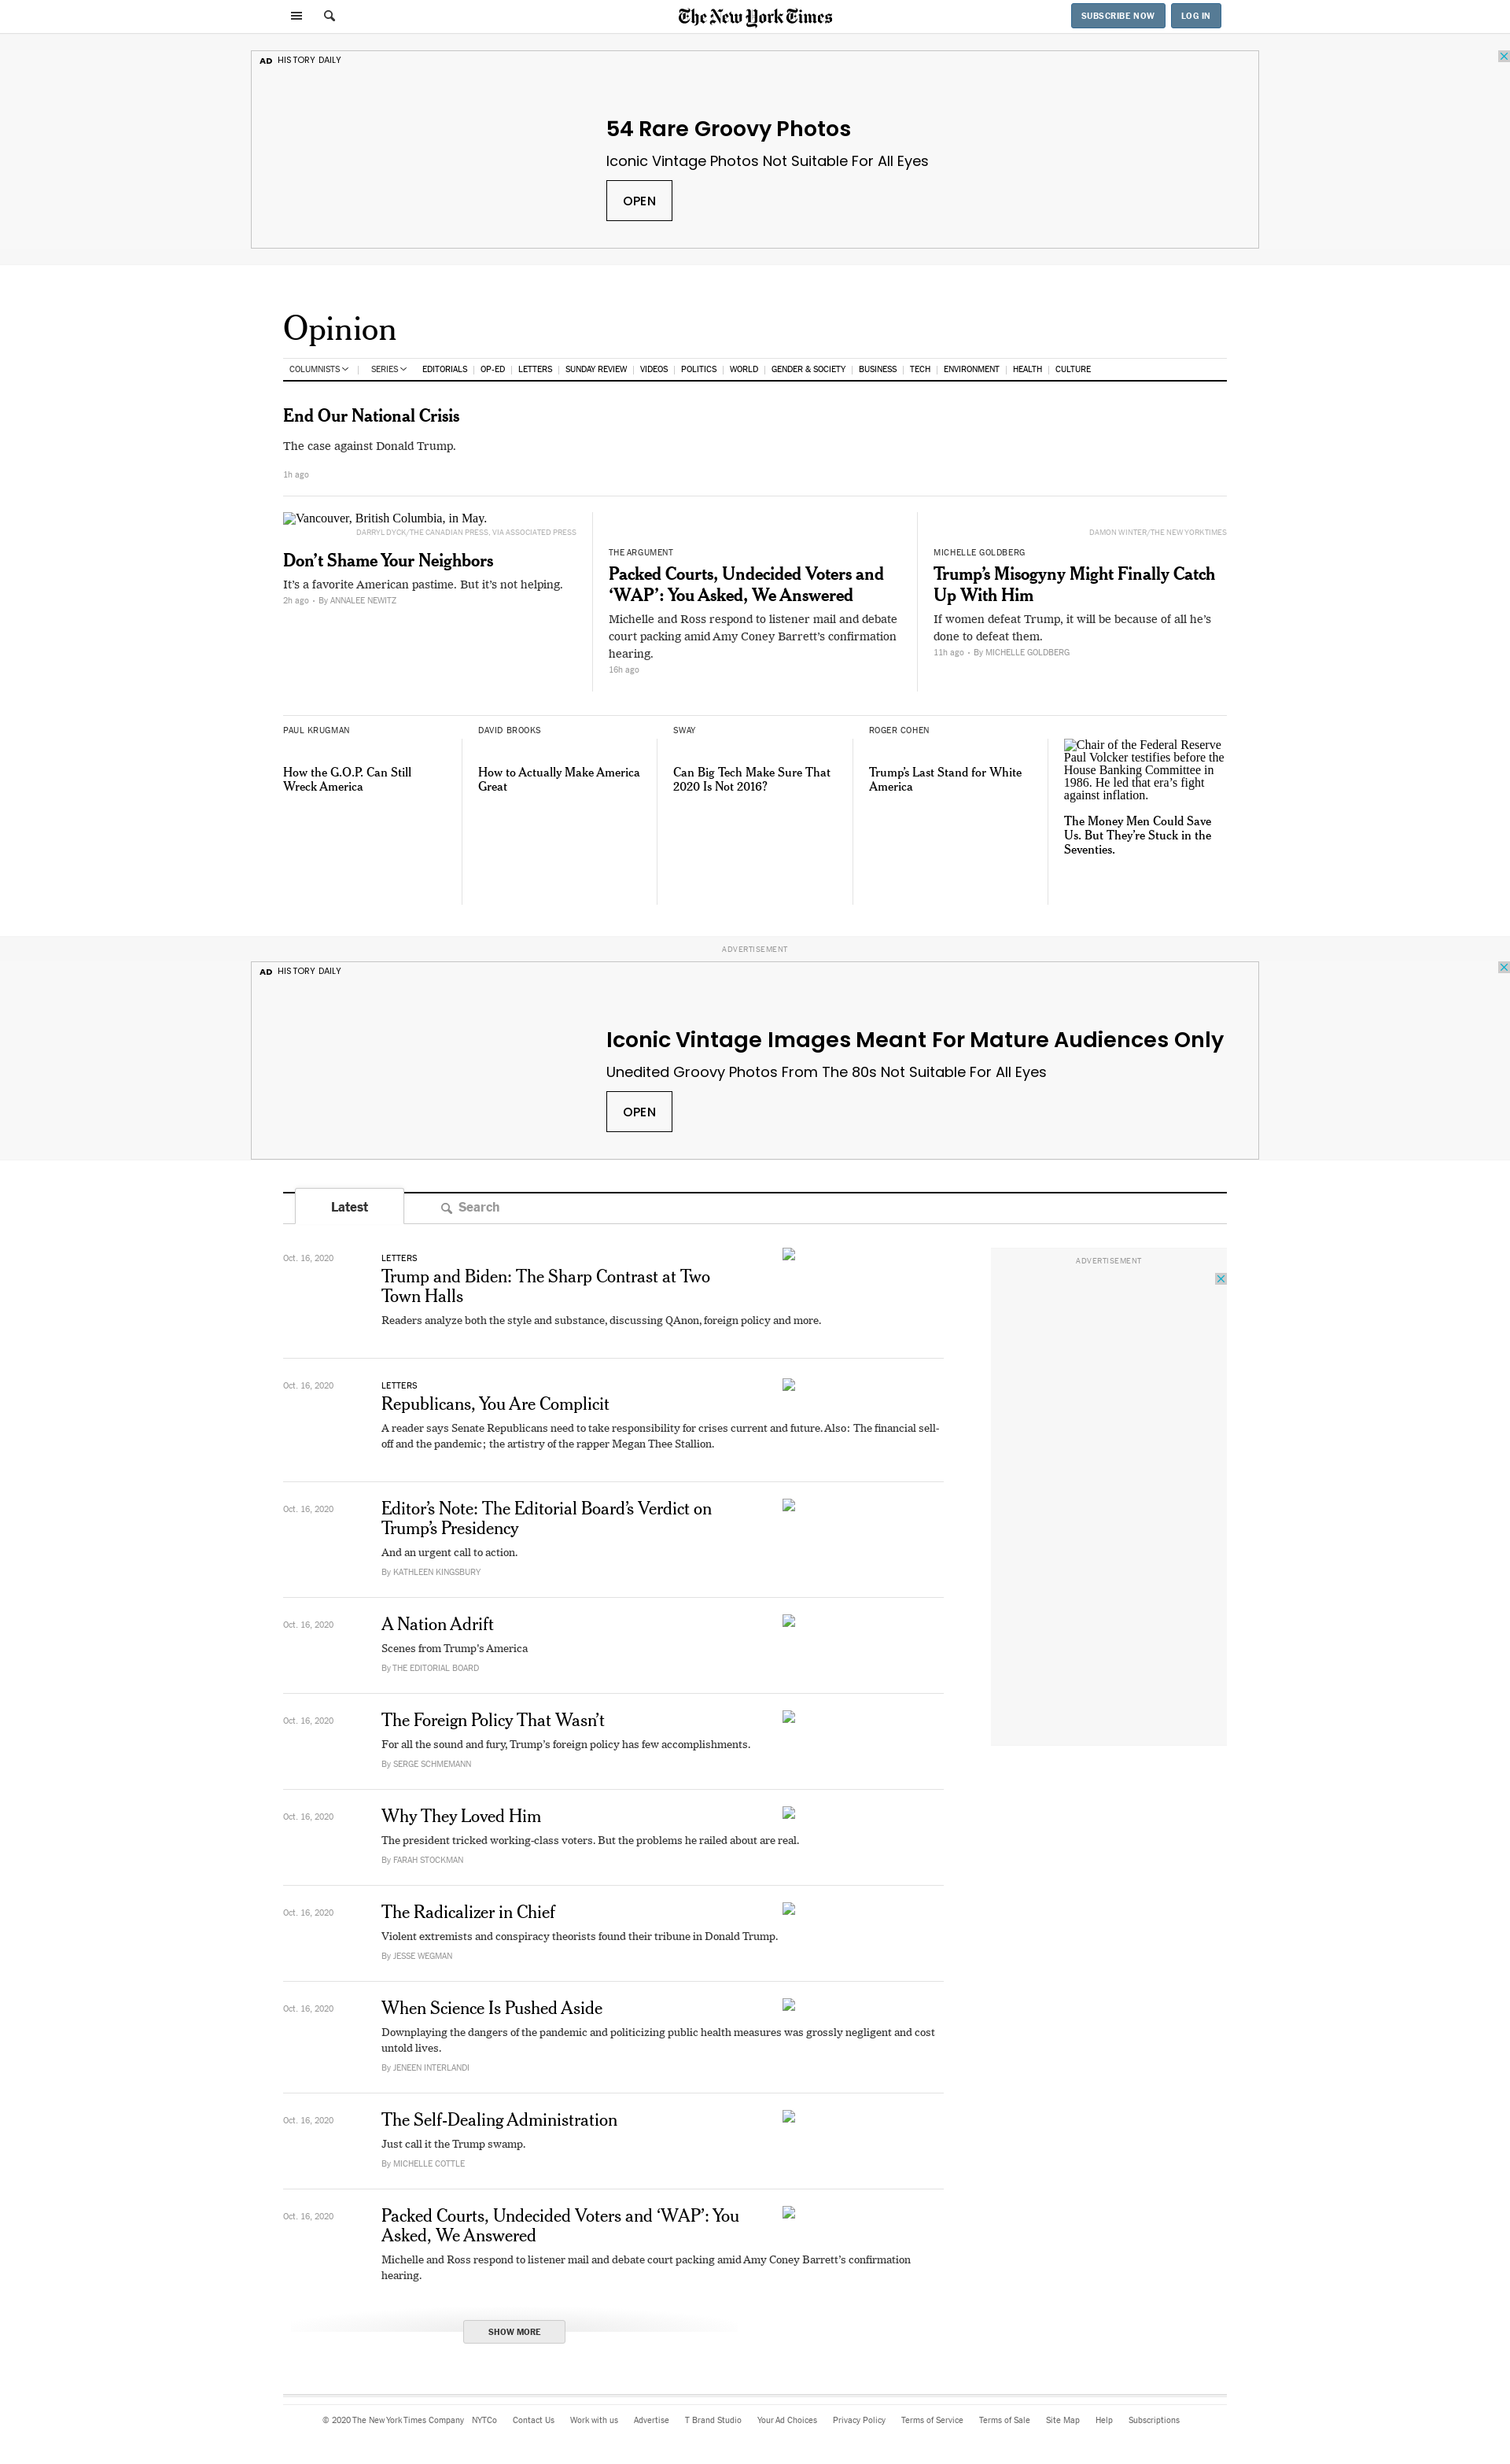 The New York Times
SUBSCRIBE NOW
LOG IN
AD HISTORY DAILY
54 Rare Groovy Photos
Iconic Vintage Photos Not Suitable For All Eyes
OPEN
Opinion
COLUMNISTS SERIES EDITORIALS OP-ED LETTERS SUNDAY REVIEW VIDEOS POLITICS WORLD GENDER & SOCIETY BUSINESS TECH ENVIRONMENT HEALTH CULTURE
End Our National Crisis
The case against Donald Trump.
1h ago
Vancouver, British Columbia, in May.
DARRYL DYCK/THE CANADIAN PRESS, VIA ASSOCIATED PRESS
Don’t Shame Your Neighbors
It’s a favorite American pastime. But it’s not helping.
2h ago • By ANNALEE NEWITZ
THE ARGUMENT
Packed Courts, Undecided Voters and
‘WAP’: You Asked, We Answered
Michelle and Ross respond to listener mail and debate
court packing amid Amy Coney Barrett’s confirmation
hearing.
16h ago
DAMON WINTER/THE NEW YORK TIMES
MICHELLE GOLDBERG
Trump’s Misogyny Might Finally Catch
Up With Him
If women defeat Trump, it will be because of all he’s
done to defeat them.
11h ago • By MICHELLE GOLDBERG
PAUL KRUGMAN
How the G.O.P. Can Still
Wreck America
DAVID BROOKS
How to Actually Make America
Great
SWAY
Can Big Tech Make Sure That
2020 Is Not 2016?
ROGER COHEN
Trump’s Last Stand for White
America
Chair of the Federal Reserve
Paul Volcker testifies before the
House Banking Committee in
1986. He led that era’s fight
against inflation.
The Money Men Could Save
Us. But They’re Stuck in the
Seventies.
ADVERTISEMENT
AD HISTORY DAILY
Iconic Vintage Images Meant For Mature Audiences Only
Unedited Groovy Photos From The 80s Not Suitable For All Eyes
OPEN
Latest
Search
ADVERTISEMENT
Oct. 16, 2020
LETTERS
Trump and Biden: The Sharp Contrast at Two
Town Halls
Readers analyze both the style and substance, discussing QAnon, foreign policy and more.
Oct. 16, 2020
LETTERS
Republicans, You Are Complicit
A reader says Senate Republicans need to take responsibility for crises current and future. Also: The financial sell-
off and the pandemic; the artistry of the rapper Megan Thee Stallion.
Oct. 16, 2020
Editor’s Note: The Editorial Board’s Verdict on
Trump’s Presidency
And an urgent call to action.
By KATHLEEN KINGSBURY
Oct. 16, 2020
A Nation Adrift
Scenes from Trump’s America
By THE EDITORIAL BOARD
Oct. 16, 2020
The Foreign Policy That Wasn’t
For all the sound and fury, Trump’s foreign policy has few accomplishments.
By SERGE SCHMEMANN
Oct. 16, 2020
Why They Loved Him
The president tricked working-class voters. But the problems he railed about are real.
By FARAH STOCKMAN
Oct. 16, 2020
The Radicalizer in Chief
Violent extremists and conspiracy theorists found their tribune in Donald Trump.
By JESSE WEGMAN
Oct. 16, 2020
When Science Is Pushed Aside
Downplaying the dangers of the pandemic and politicizing public health measures was grossly negligent and cost
untold lives.
By JENEEN INTERLANDI
Oct. 16, 2020
The Self-Dealing Administration
Just call it the Trump swamp.
By MICHELLE COTTLE
Oct. 16, 2020
Packed Courts, Undecided Voters and ‘WAP’: You
Asked, We Answered
Michelle and Ross respond to listener mail and debate court packing amid Amy Coney Barrett’s confirmation
hearing.
SHOW MORE
© 2020 The New York Times Company NYTCo Contact Us Work with us Advertise T Brand Studio Your Ad Choices Privacy Policy Terms of Service Terms of Sale Site Map Help Subscriptions